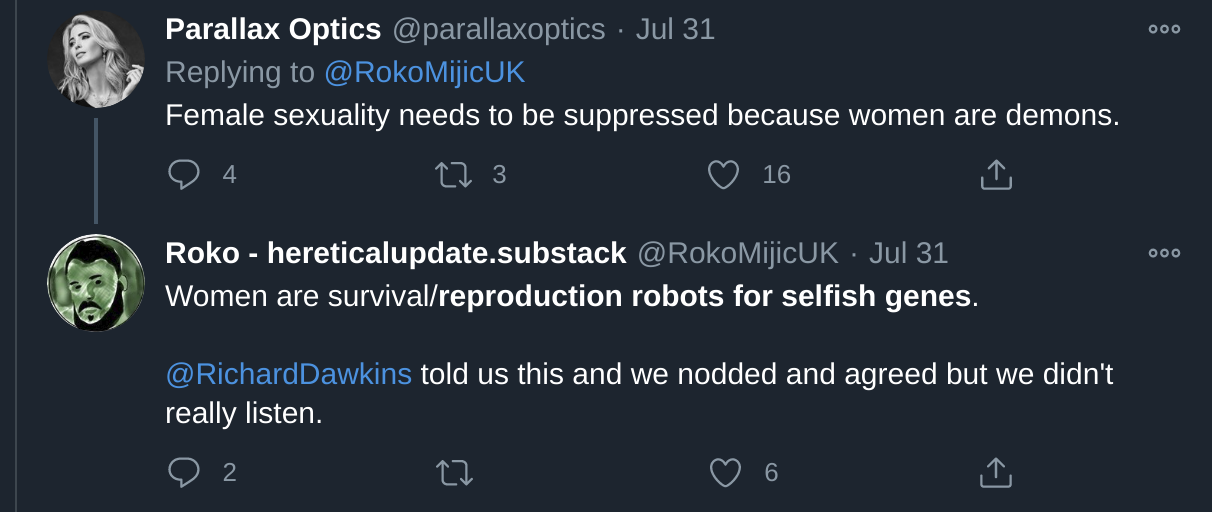 Parallax Optics @parallaxoptics · Jul 31
Replying to @RokoMijicUK
Female sexuality needs to be suppressed because women are demons.
4 3 16
Roko - hereticalupdate.substack @RokoMijicUK · Jul 31
Women are survival/reproduction robots for selfish genes.
@RichardDawkins told us this and we nodded and agreed but we didn't
really listen.
2 6